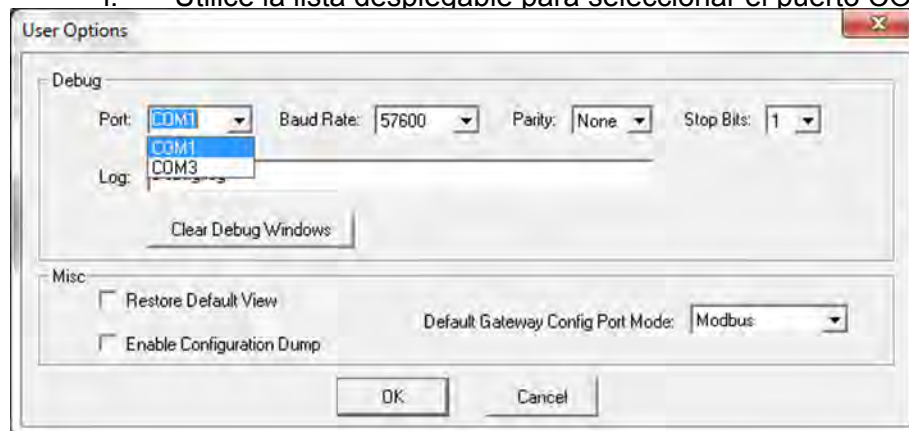 Utilice la lista desplegable para seleccionar el puerto
User Options
Debug
Port: COM1 Baud Rate: 57600 Parity: None Stop Bits: 1
COM1
COM3
Log:
Clear Debug Windows
Misc
Restore Default View
Default Gateway Config Port Mode: Modbus
Enable Configuration Dump
OK Cancel